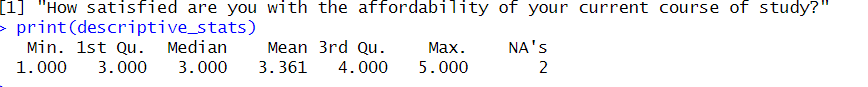 [1] "How satisfied are you with the affordability of your current course of study?"
> print(descriptive_stats)
Min. 1st Qu. Median Mean 3rd Qu. Max. NA's
1.000 3.000 3.000 3.361 4.000 5.000 2